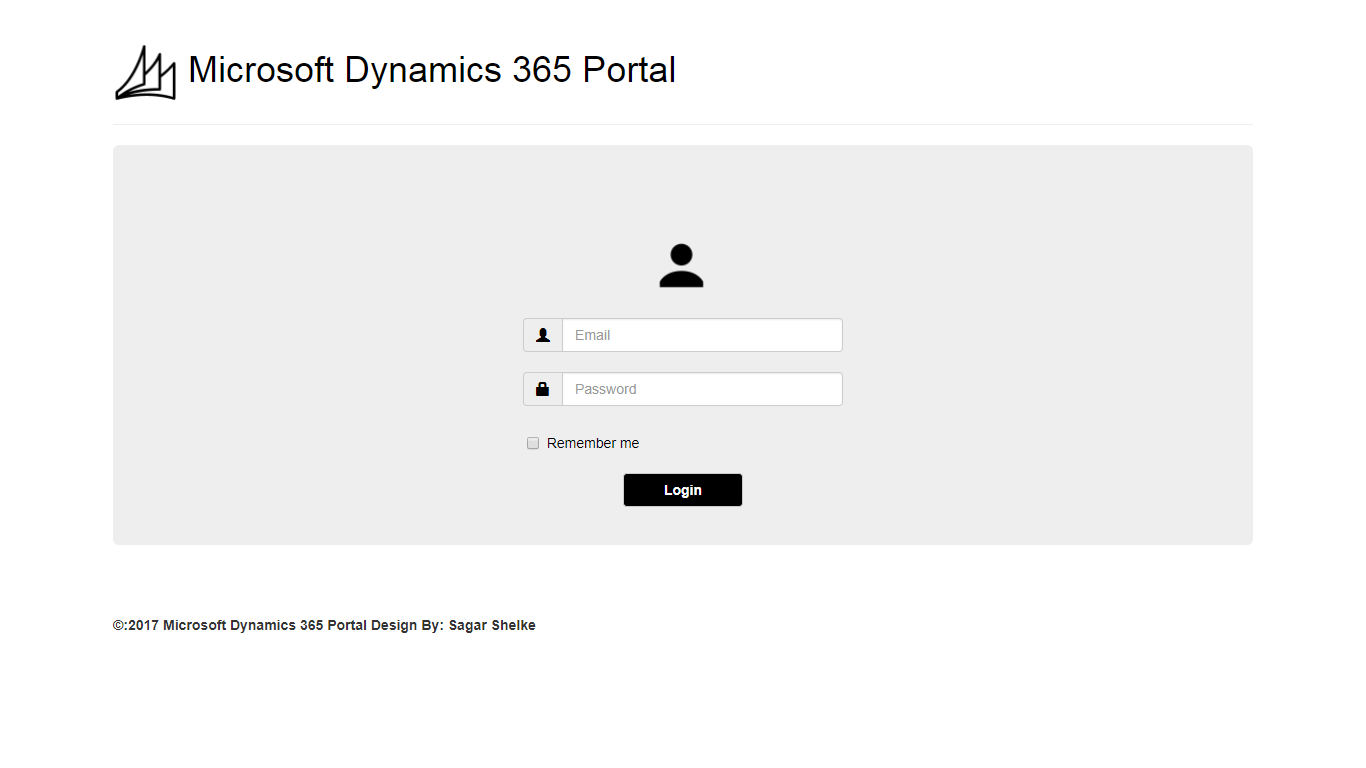 Microsoft Dynamics 365 Portal
Email
Password
Remember me
Login
©:2017 Microsoft Dynamics 365 Portal Design By: Sagar Shelke